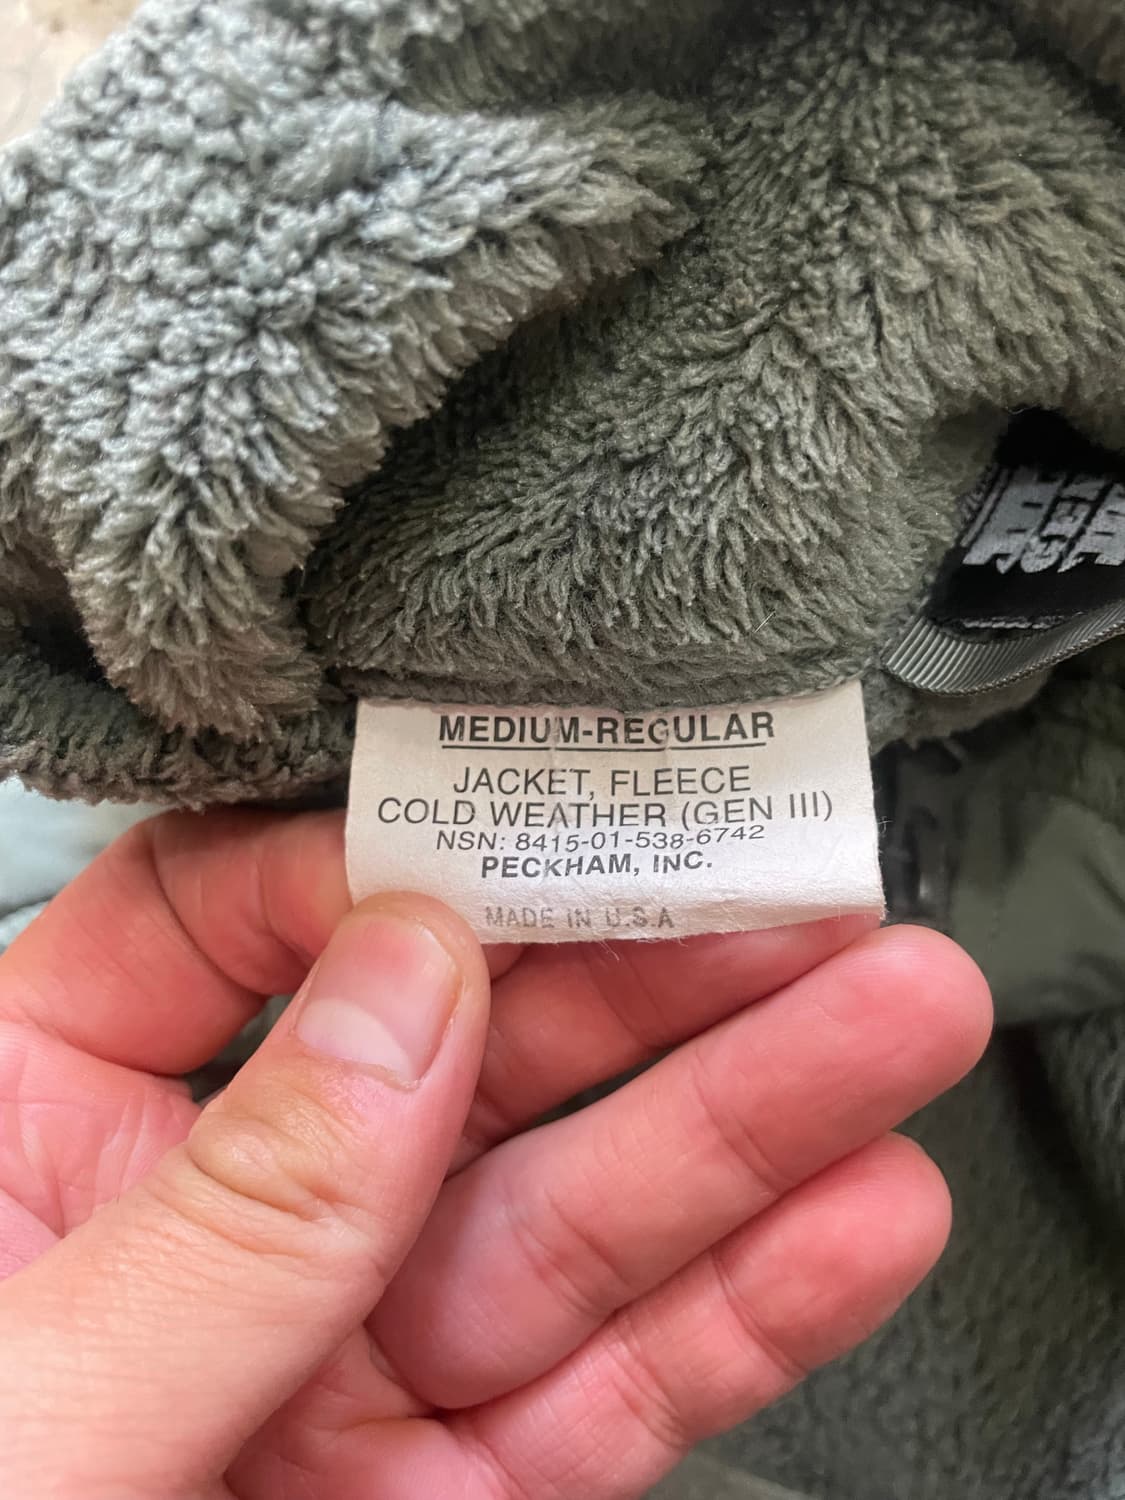 MEDIUM-REGULAR
JACKET, FLEECE
COLD WEATHER (GEN III)
NSN: 8415-01-538-6742
PECKHAM, INC.
MADE IN U.S.A